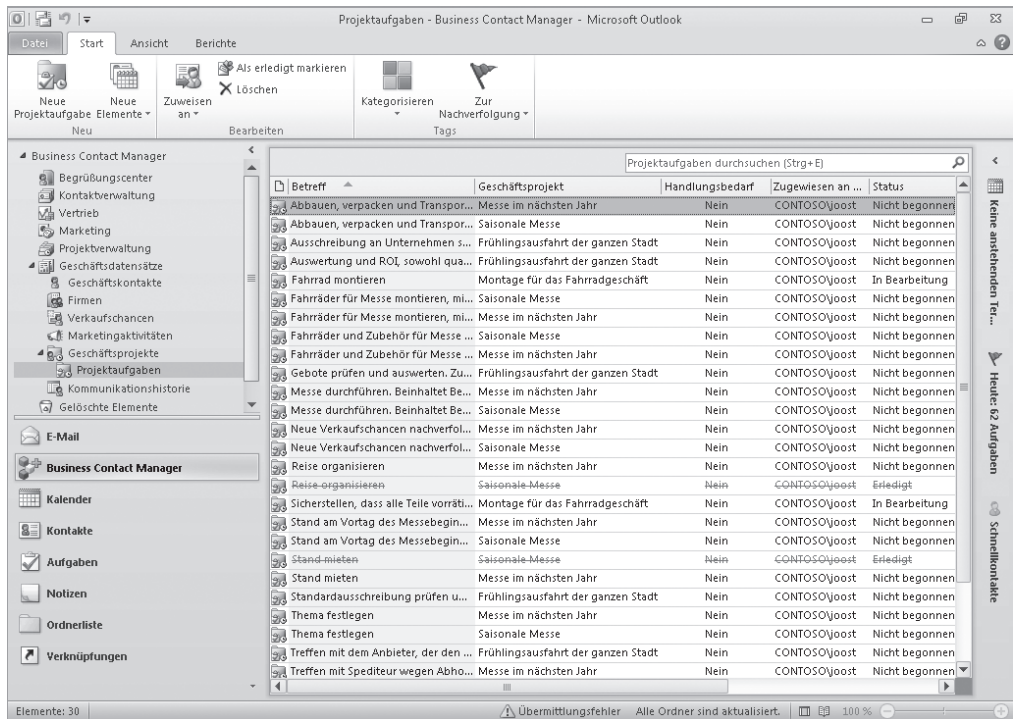 Projektaufgaben - Business Contact Manager - Microsoft Outlook
Datei Start Ansicht Berichte
Neue Projektaufgabe
Neue Elemente
Neu
Zuweisen an
Als erledigt markieren
Löschen
Bearbeiten
Kategorisieren
Zur Nachverfolgung
Tags
Business Contact Manager
Begrüßungscenter
Kontaktverwaltung
Vertrieb
Marketing
Projektverwaltung
Geschäftsdatensätze
Geschäftskontakte
Firmen
Verkaufschancen
Marketingaktivitäten
Geschäftsprojekte
Projektaufgaben
Kommunikationshistorie
Gelöschte Elemente
E-Mail
Business Contact Manager
Kalender
Kontakte
Aufgaben
Notizen
Ordnerliste
Verknüpfungen
Projektaufgaben durchsuchen (Strg+E)
Betreff Geschäftsprojekt Handlungsbedarf Zugewiesen an ... Status
Abbauen, verpacken und Transpor... Messe im nächsten Jahr Nein CONTOSO\joost Nicht begonnen
Abbauen, verpacken und Transpor... Saisonale Messe Nein CONTOSO\joost Nicht begonnen
Ausschreibung an Unternehmen s... Frühlingsausfahrt der ganzen Stadt Nein CONTOSO\joost Nicht begonnen
Auswertung und ROI, sowohl qua... Frühlingsausfahrt der ganzen Stadt Nein CONTOSO\joost Nicht begonnen
Fahrrad montieren Montage für das Fahrradgeschäft Nein CONTOSO\joost In Bearbeitung
Fahrräder für Messe montieren, mi... Saisonale Messe Nein CONTOSO\joost Nicht begonnen
Fahrräder für Messe montieren, mi... Messe im nächsten Jahr Nein CONTOSO\joost Nicht begonnen
Fahrräder und Zubehör für Messe ... Saisonale Messe Nein CONTOSO\joost Nicht begonnen
Fahrräder und Zubehör für Messe ... Messe im nächsten Jahr Nein CONTOSO\joost Nicht begonnen
Gebote prüfen und auswerten. Zu... Frühlingsausfahrt der ganzen Stadt Nein CONTOSO\joost Nicht begonnen
Messe durchführen. Beinhaltet Be... Messe im nächsten Jahr Nein CONTOSO\joost Nicht begonnen
Messe durchführen. Beinhaltet Be... Saisonale Messe Nein CONTOSO\joost Nicht begonnen
Neue Verkaufschancen nachverfol... Messe im nächsten Jahr Nein CONTOSO\joost Nicht begonnen
Neue Verkaufschancen nachverfol... Saisonale Messe Nein CONTOSO\joost Nicht begonnen
Reise organisieren Messe im nächsten Jahr Nein CONTOSO\joost Nicht begonnen
Reise organisieren Saisonale Messe Nein CONTOSO\joost Erledigt
Sicherstellen, dass alle Teile vorräti... Montage für das Fahrradgeschäft Nein CONTOSO\joost In Bearbeitung
Stand am Vortag des Messebegin... Messe im nächsten Jahr Nein CONTOSO\joost Nicht begonnen
Stand am Vortag des Messebegin... Saisonale Messe Nein CONTOSO\joost Nicht begonnen
Stand mieten Saisonale Messe Nein CONTOSO\joost Erledigt
Stand mieten Messe im nächsten Jahr Nein CONTOSO\joost Nicht begonnen
Standardausschreibung prüfen u... Frühlingsausfahrt der ganzen Stadt Nein CONTOSO\joost Nicht begonnen
Thema festlegen Messe im nächsten Jahr Nein CONTOSO\joost Nicht begonnen
Thema festlegen Saisonale Messe Nein CONTOSO\joost Nicht begonnen
Treffen mit dem Anbieter, der den ... Frühlingsausfahrt der ganzen Stadt Nein CONTOSO\joost Nicht begonnen
Treffen mit Spediteur wegen Abho... Messe im nächsten Jahr Nein CONTOSO\joost Nicht begonnen
Keine anstehenden Ter...
Heute: 62 Aufgaben
Schnellkontakte
Elemente: 30 Übermittlungsfehler Alle Ordner sind aktualisiert. 100 %